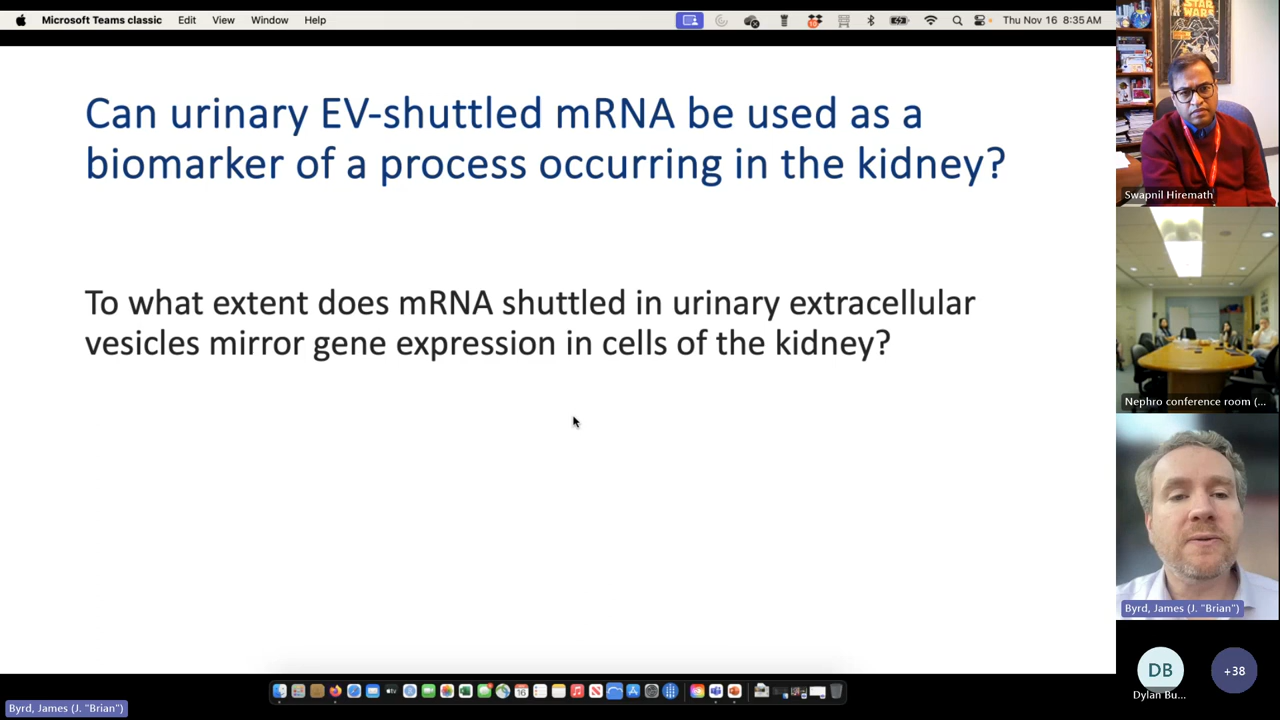 Microsoft Teams classic Edit View Window Help Thu Nov 16 8:35 AM
Can urinary EV-shuttled mRNA be used as a
biomarker of a process occurring in the kidney?
To what extent does mRNA shuttled in urinary extracellular
vesicles mirror gene expression in cells of the kidney?
STAR
WARS
Swapnil Hiremath
Nephro conference room (...
Byrd, James (J. "Brian")
DB
+38
Dylan Bu...
Byrd, James (J. "Brian")